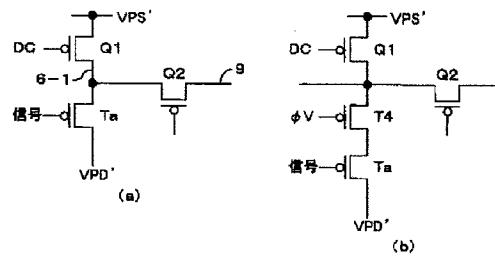 VPS'
DC
Q1
6-1
Q2
9
信号
Ta
VPD'
(a)
VPS'
DC
Q1
Q2
φV
T4
信号
Ta
VPD'
(b)